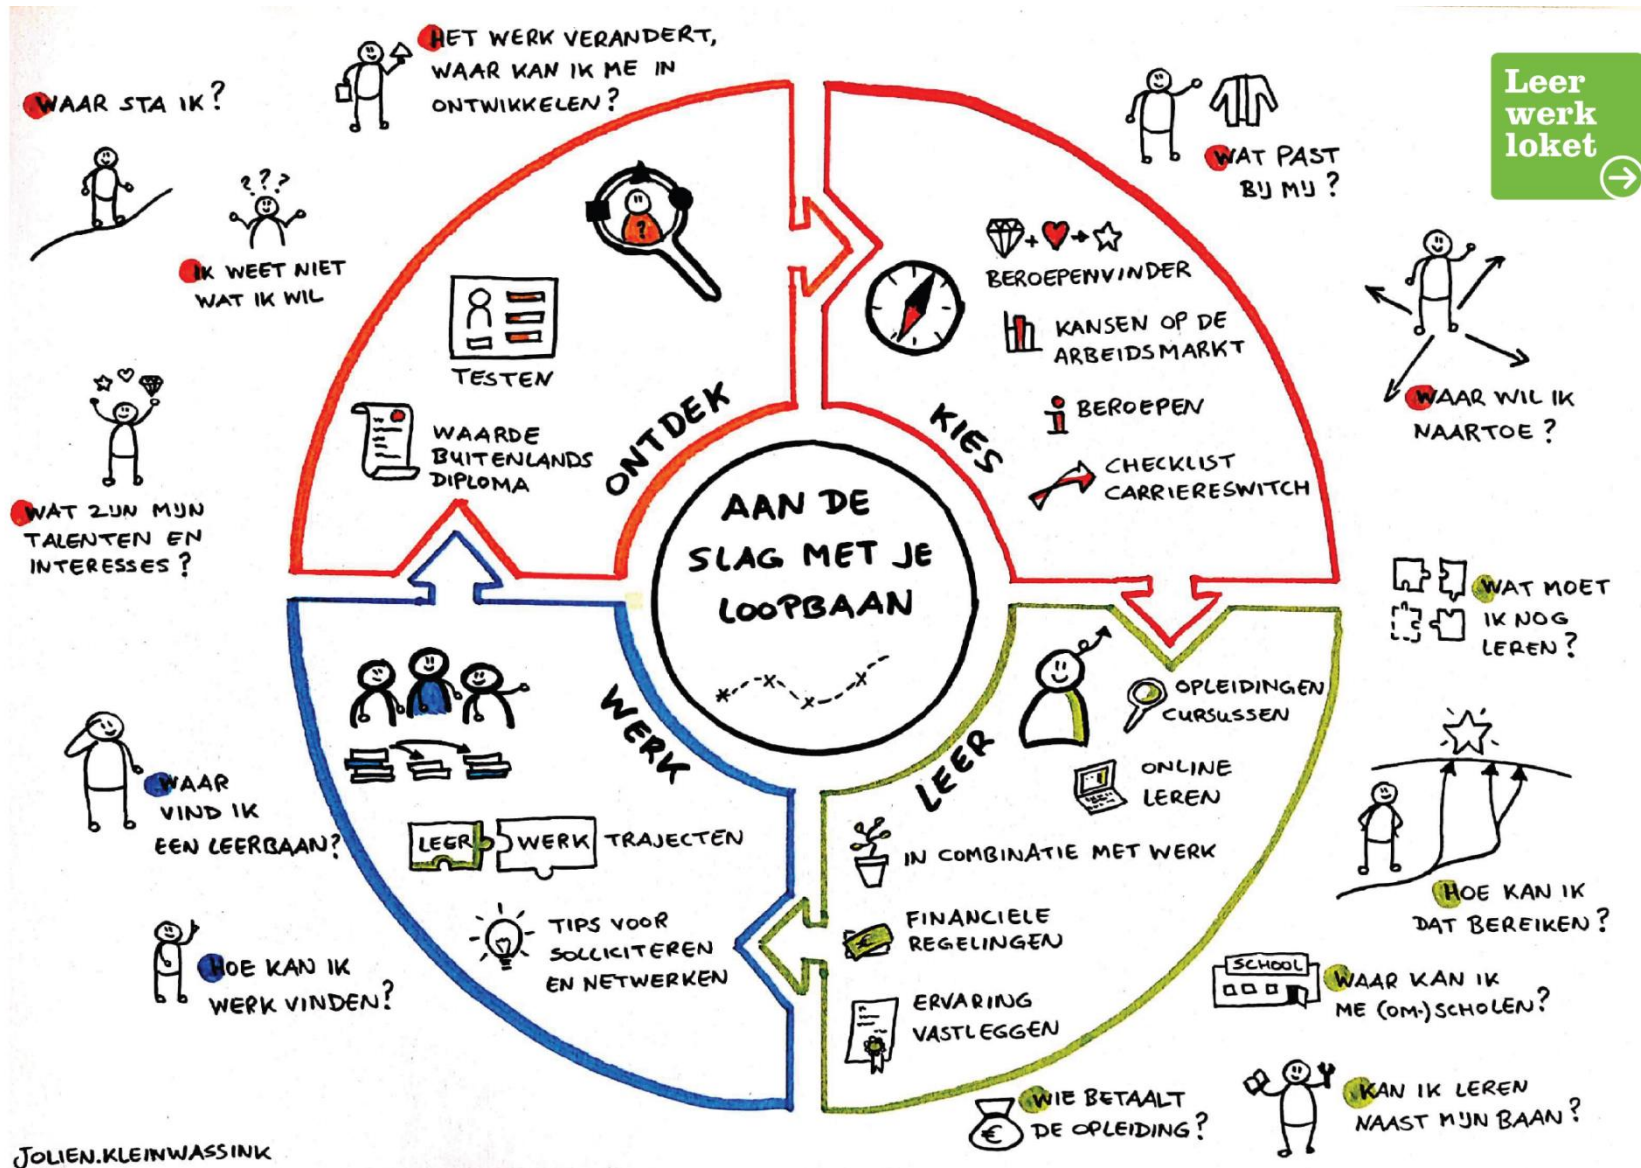 HET WERK VERANDERT,
WAAR KAN IK ME IN
ONTWIKKELEN?
WAAR STA IK?
???
IK WEET NIET
WAT IK WIL
WAT ZIJN MIJN
TALENTEN EN
INTERESSES?
?
TESTEN
WAARDE
BUITENLANDS
DIPLOMA
ONTDEK
WAT PAST
BIJ MIJ?
Leer
werk
loket
BEROEPENVINDER
KANSEN OP DE
ARBEIDSMARKT
BEROEPEN
CHECKLIST
CARRIERESWITCH
KIES
WAAR WIL IK
NAARTOE?
AAN DE
SLAG MET JE
LOOPBAAN
WAT MOET
IK NOG
LEREN?
OPLEIDINGEN
CURSUSSEN
ONLINE
LEREN
IN COMBINATIE MET WERK
€
FINANCIELE
REGELINGEN
ERVARING
VASTLEGGEN
LEER
HOE KAN IK
DAT BEREIKEN?
SCHOOL
WAAR KAN IK
ME (OM-)SCHOLEN?
KAN IK LEREN
NAAST MIJN BAAN?
WIE BETAALT
DE OPLEIDING?
€
WERK
LEER WERK TRAJECTEN
TIPS VOOR
SOLLICITEREN
EN NETWERKEN
WAAR
VIND IK
EEN LEERBAAN?
HOE KAN IK
WERK VINDEN?
JOLIEN.KLEINWASSINK